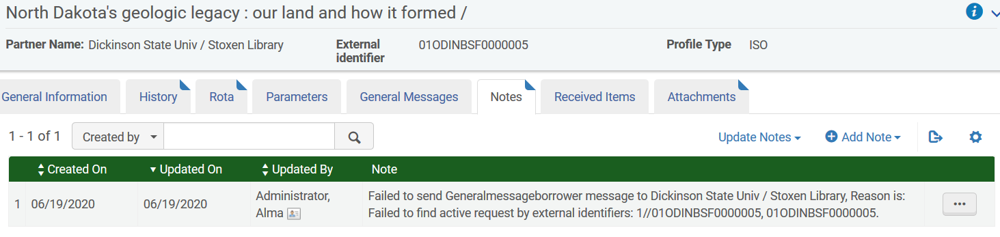 North Dakota's geologic legacy : our land and how it formed /
Partner Name: Dickinson State Univ / Stoxen Library
External identifier
01ODINBSF0000005
Profile Type ISO
General Information History Rota Parameters General Messages Notes Received Items Attachments
1 - 1 of 1 Created by Update Notes Add Note
Created On Updated On Updated By Note
1 06/19/2020 06/19/2020
Administrator,
Alma
Failed to send Generalmessageborrower message to Dickinson State Univ / Stoxen Library, Reason is:
Failed to find active request by external identifiers: 1//01ODINBSF0000005, 01ODINBSF0000005.